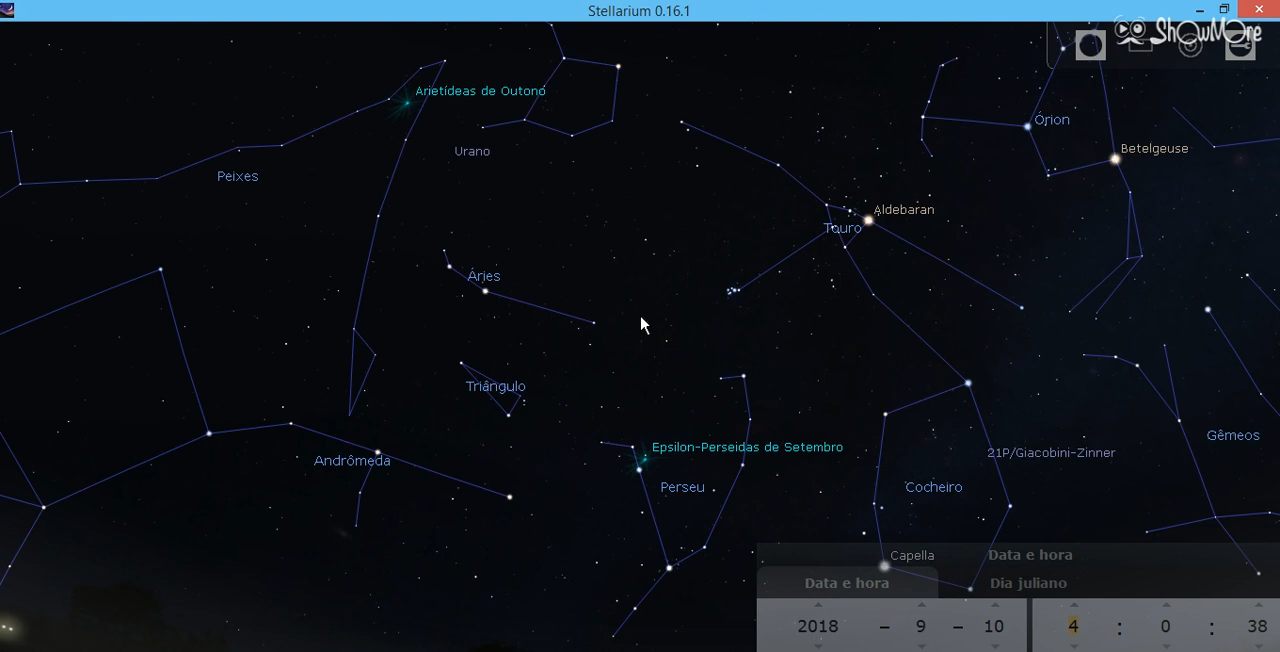 Stellarium 0.16.1
ShowMore
Arietídeas de Outono
Órion
Betelgeuse
Urano
Peixes
Aldebaran
Touro
Áries
Triângulo
Gêmeos
Epsilon-Perseidas de Setembro
21P/Giacobini-Zinner
Andrômeda
Perseu
Cocheiro
Capella
Data e hora
Data e hora
Dia juliano
2018 - 9 - 10 4 : 0 : 38